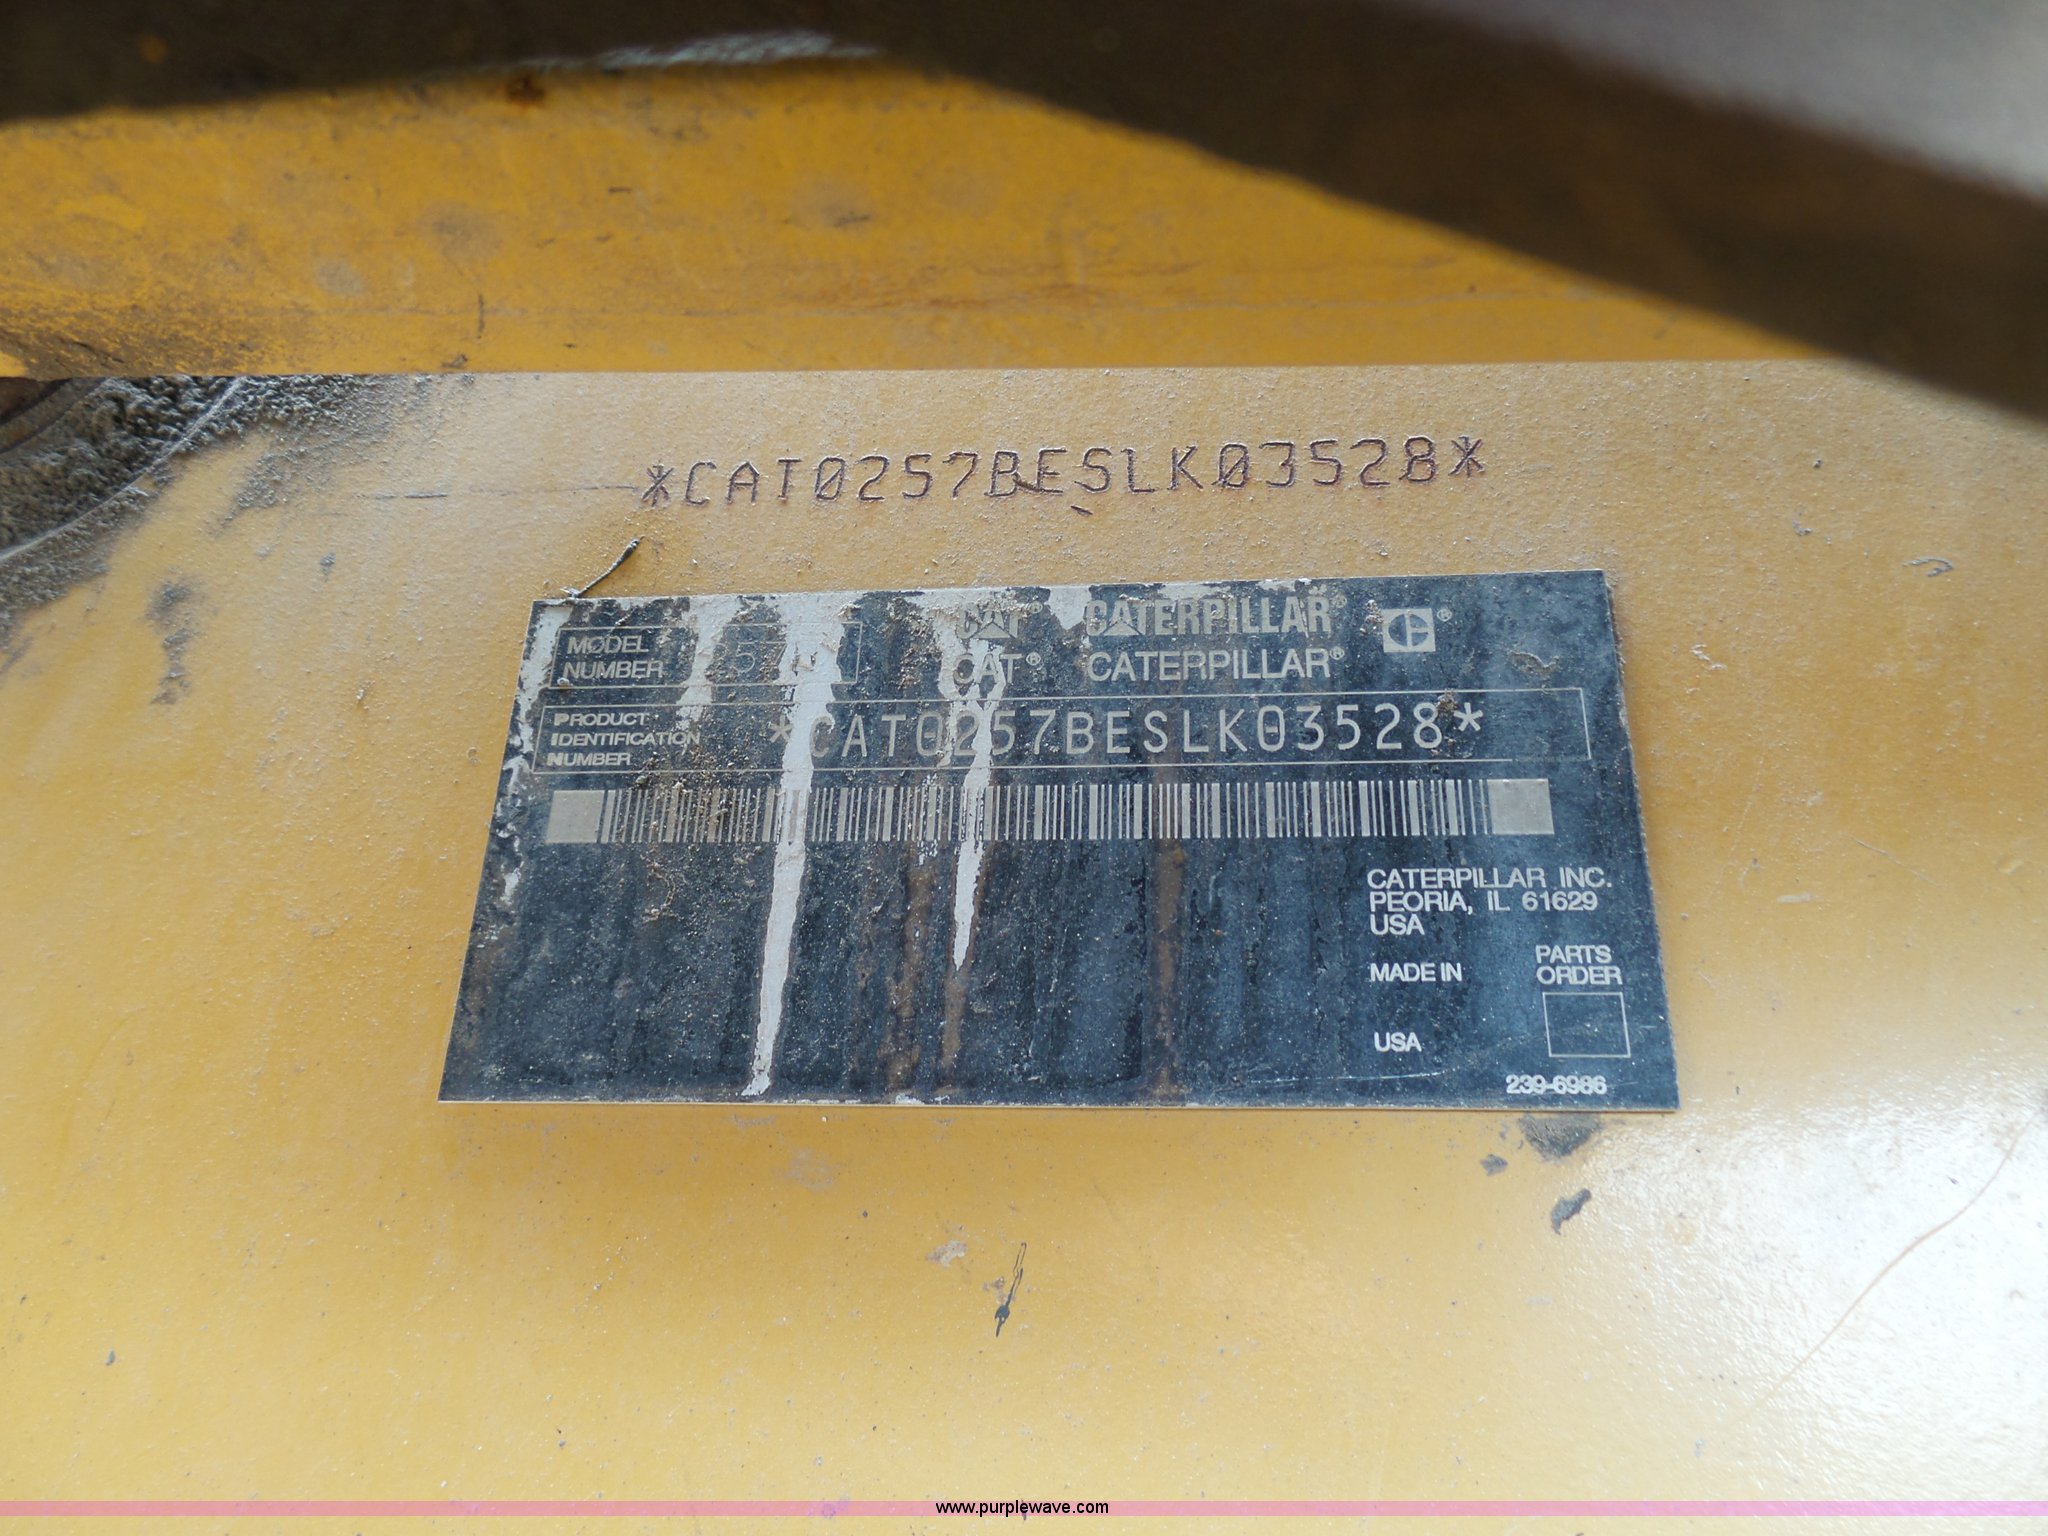 *CAT0257BESLK03528*
CAT® CATERPILLAR®
MODEL
NUMBER
CAT® CATERPILLAR®
PRODUCT
IDENTIFICATION
NUMBER
*CAT0257BESLK03528*
CATERPILLAR INC.
PEORIA, IL 61629
USA
MADE IN
USA
PARTS
ORDER
239-6986
www.purplewave.com